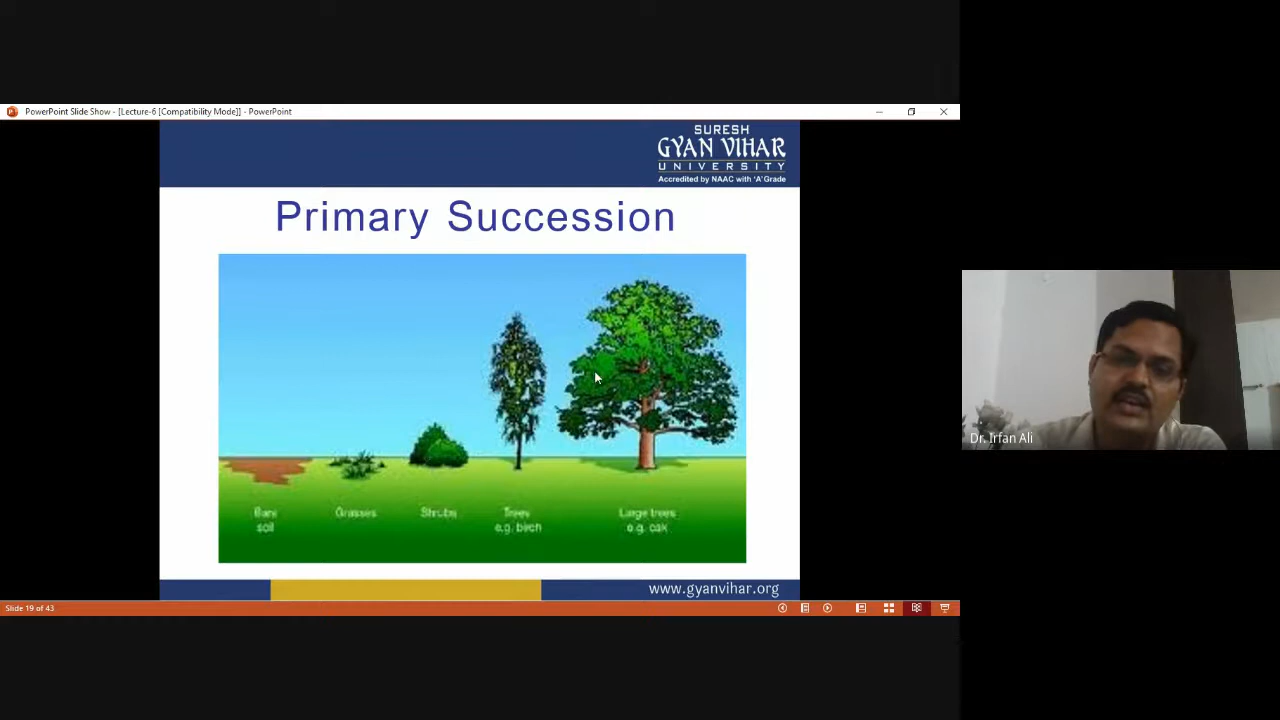 PowerPoint Slide Show - [Lecture-6 [Compatibility Mode]] - PowerPoint
SURESH
GYAN VIHAR
UNIVERSITY
Accredited by NAAC with 'A' Grade
Primary Succession
Bare Grasses Shrubs Trees Large trees
soil e.g. birch e.g. oak
www.gyanvihar.org
Slide 19 of 43
Dr. Irfan Ali